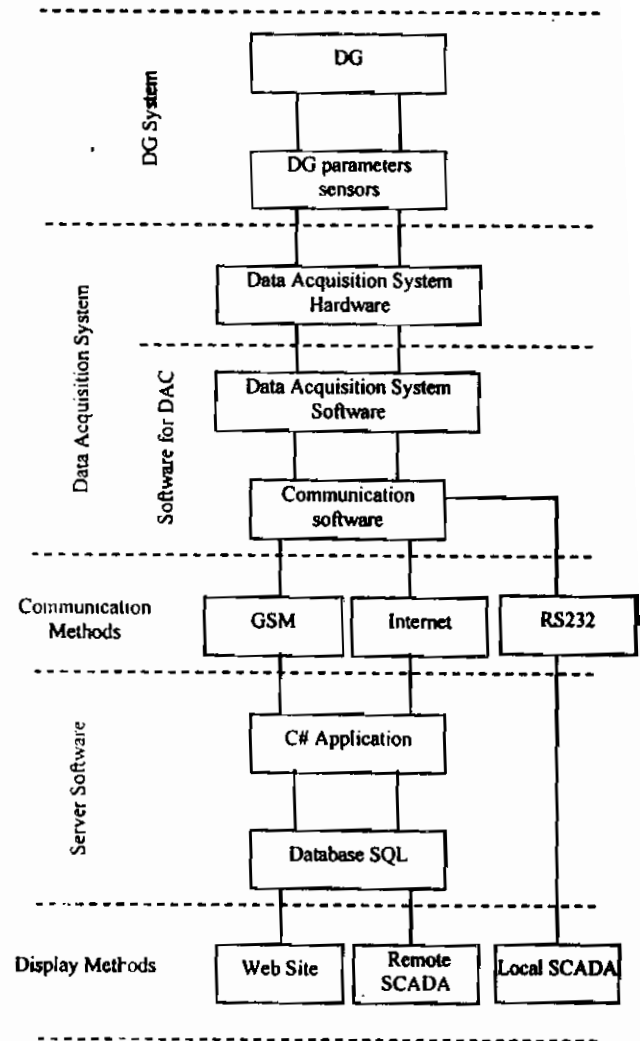 DG
DG System
DG parameters
sensors
Data Acquisition System
Hardware
Data Acquisition System
Data Acquisition System
Software
Software for DAC
Communication
software
Communication
Methods
GSM
Internet
RS232
C# Application
Server Software
Database SQL
Display Methods
Web Site
Remote
SCADA
Local SCADA